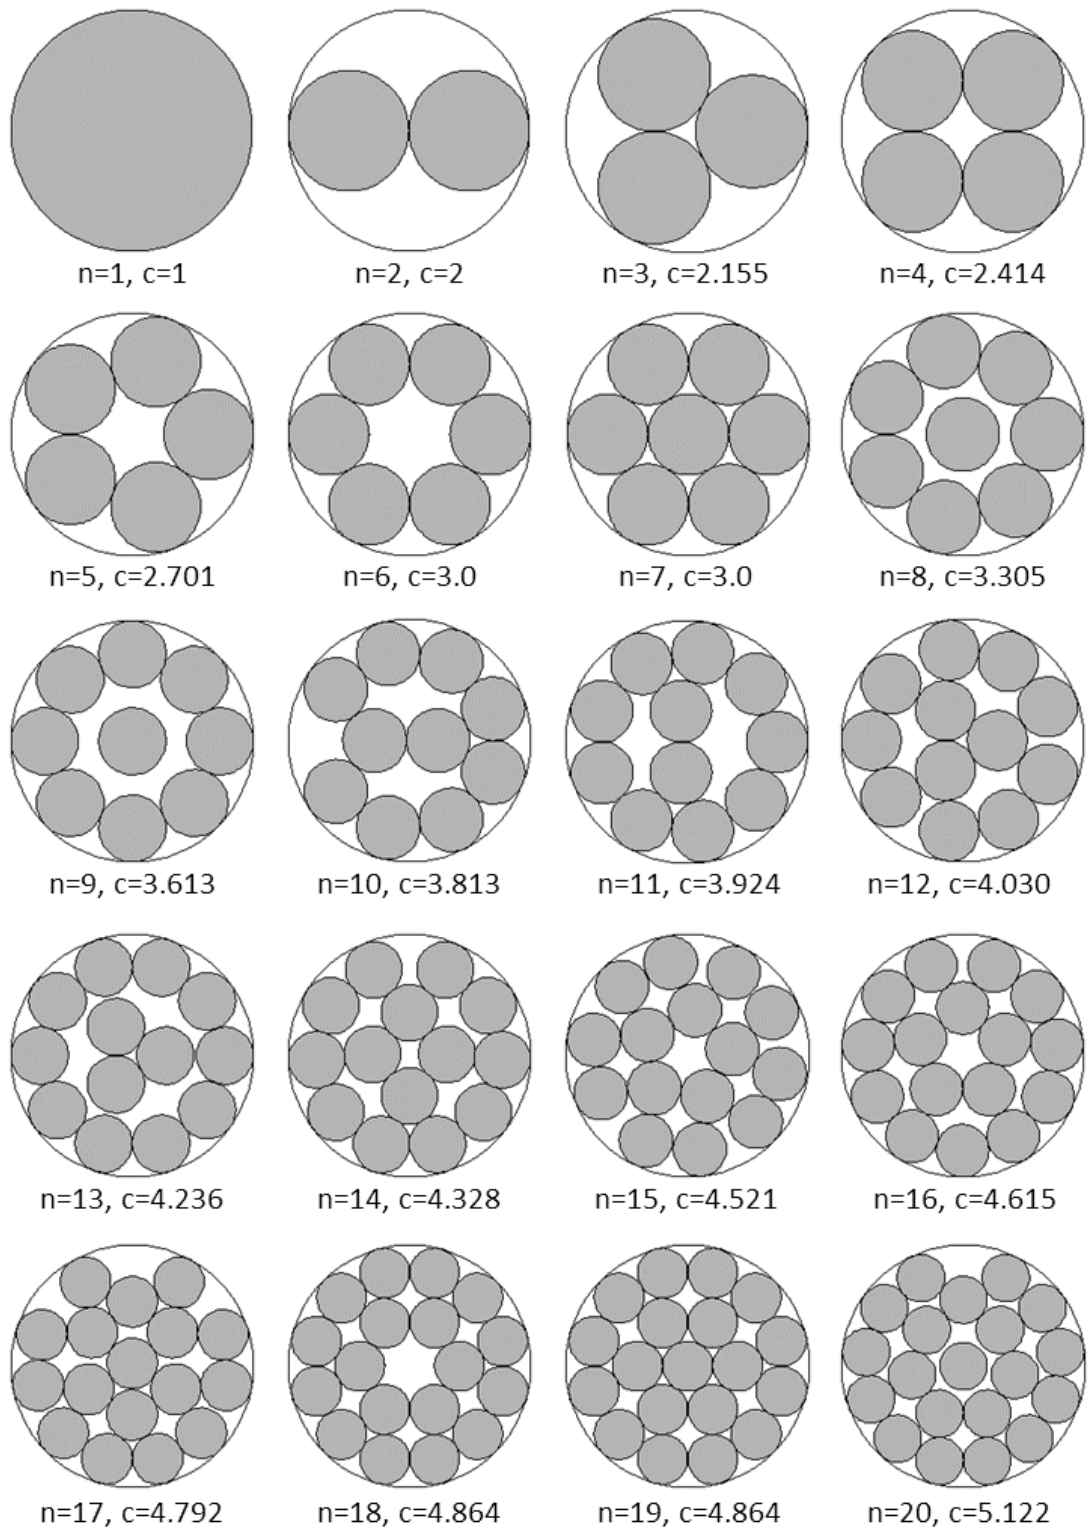 n=1, c=1
n=2, c=2
n=3, c=2.155
n=4, c=2.414
n=5, c=2.701
n=6, c=3.0
n=7, c=3.0
n=8, c=3.305
n=9, c=3.613
n=10, c=3.813
n=11, c=3.924
n=12, c=4.030
n=13, c=4.236
n=14, c=4.328
n=15, c=4.521
n=16, c=4.615
n=17, c=4.792
n=18, c=4.864
n=19, c=4.864
n=20, c=5.122